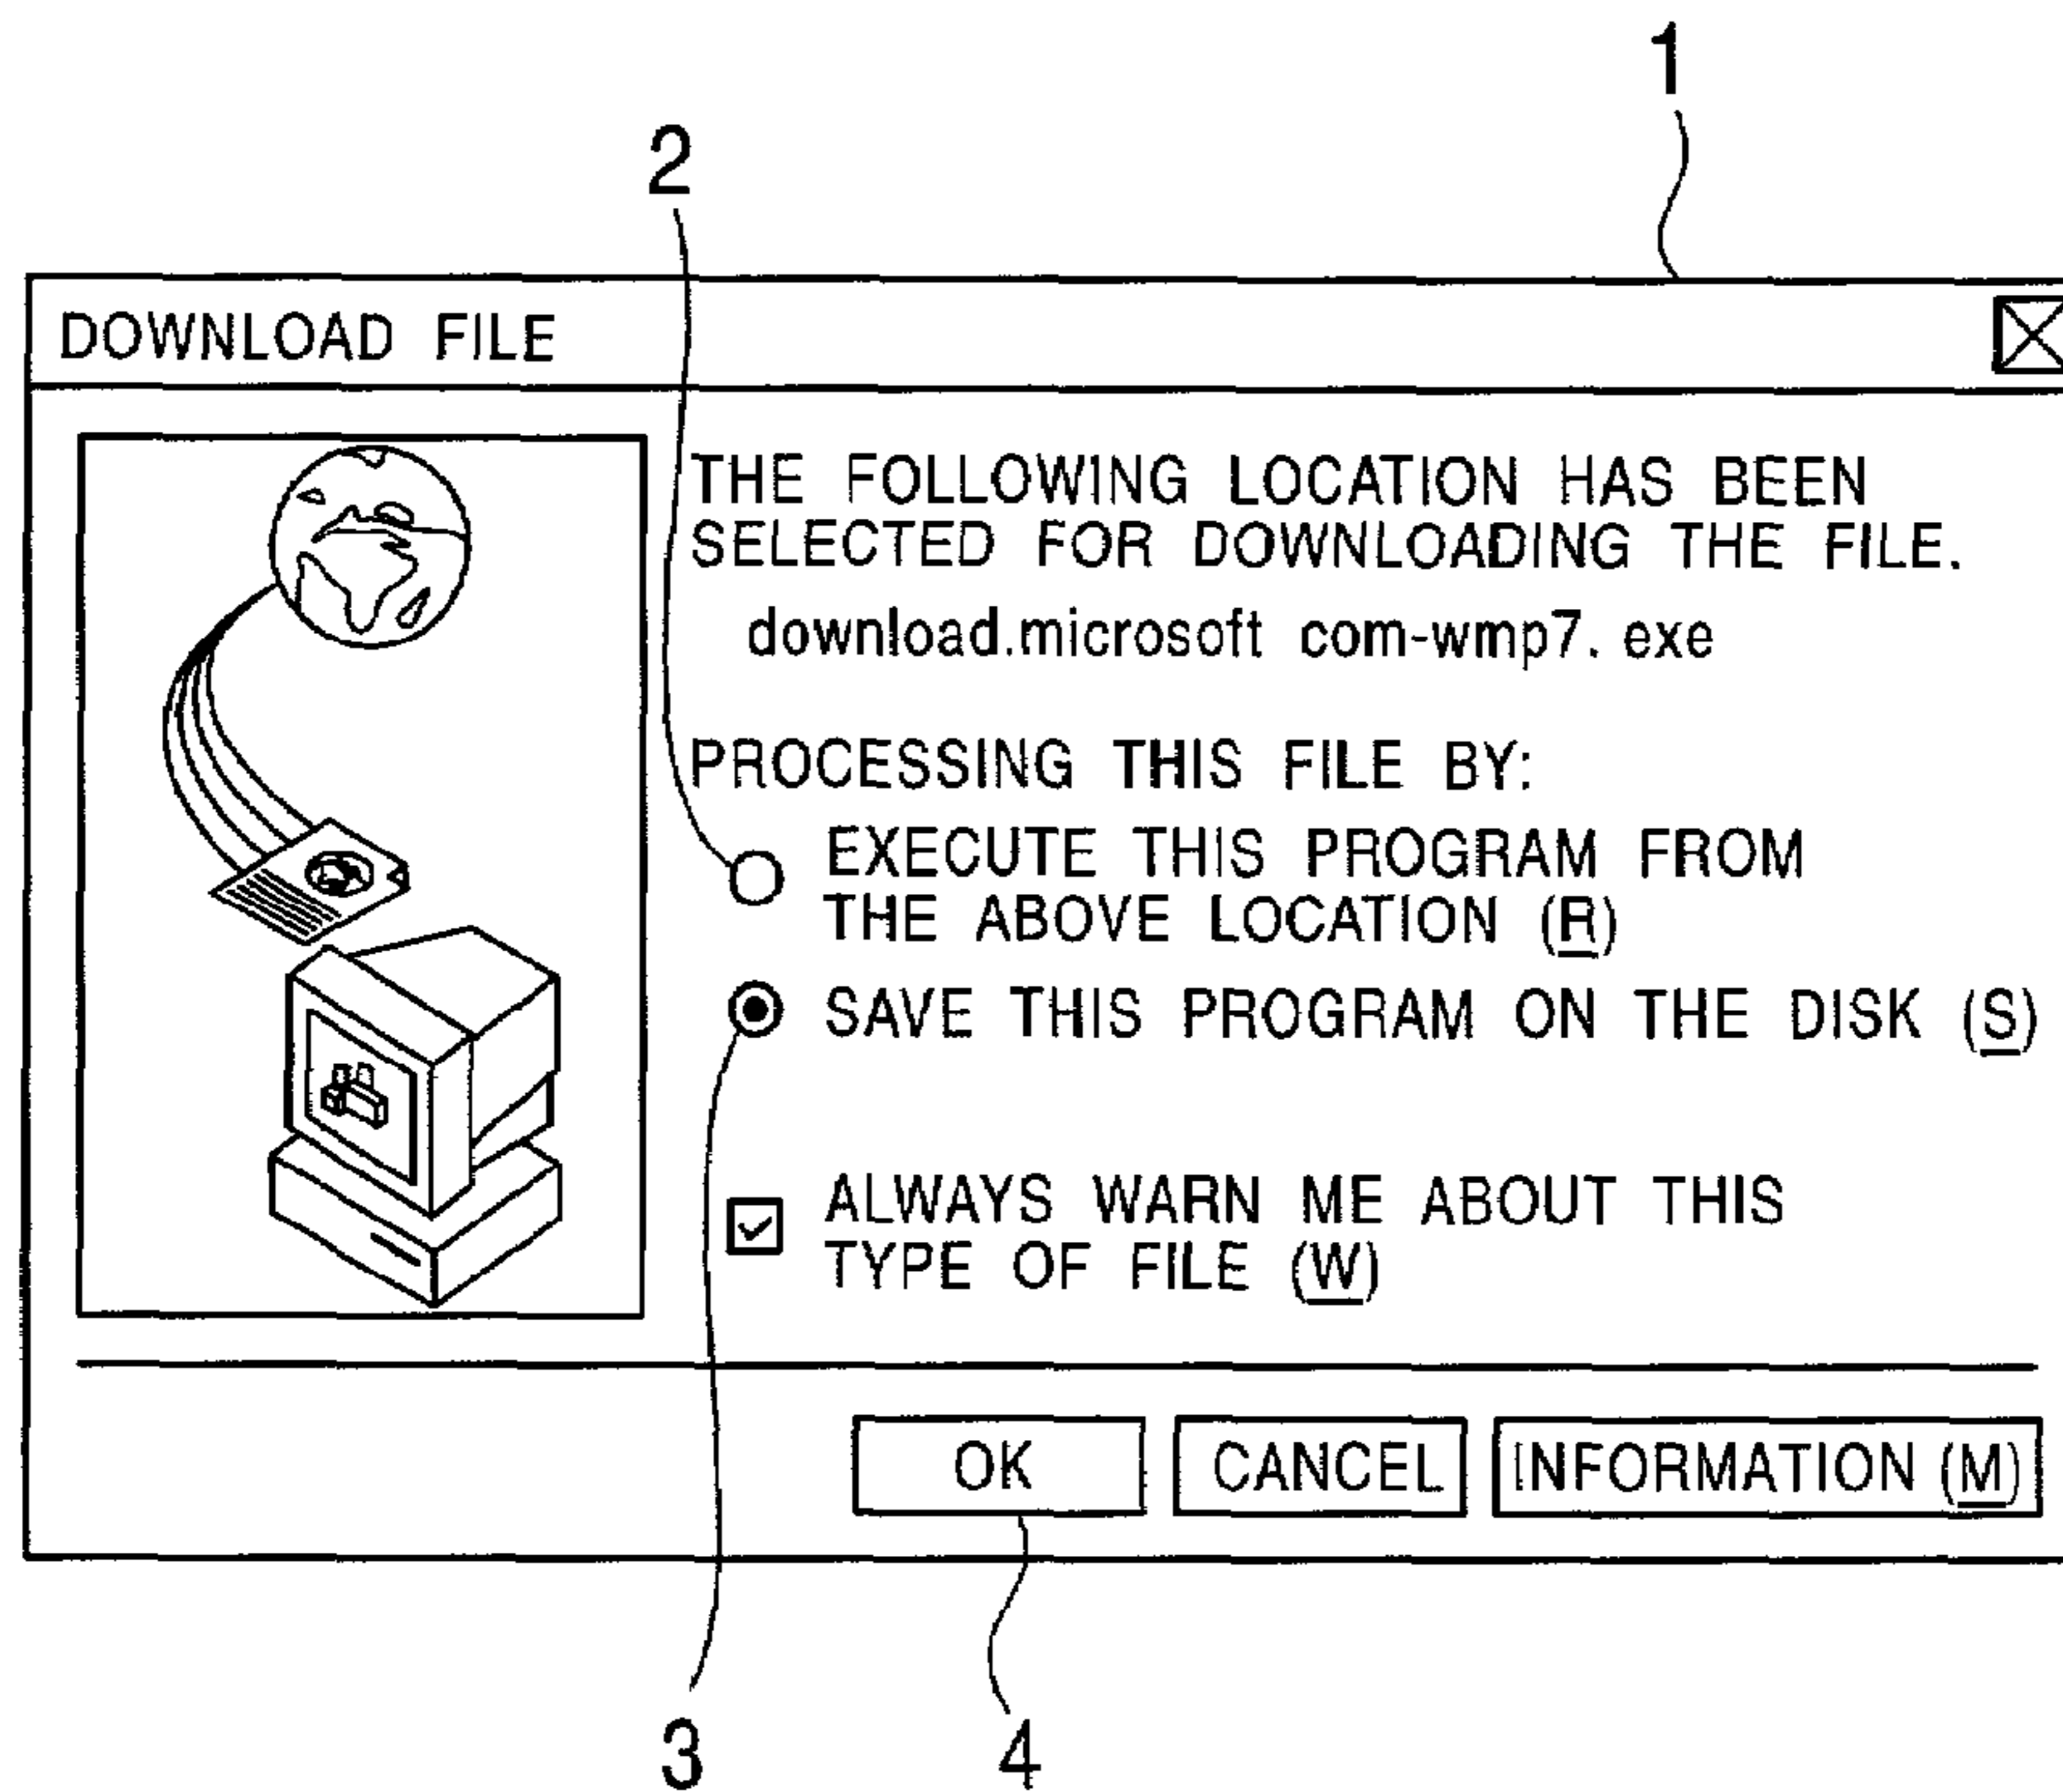 1
2
DOWNLOAD FILE
THE FOLLOWING LOCATION HAS BEEN
SELECTED FOR DOWNLOADING THE FILE.
download.microsoft com-wmp7. exe
PROCESSING THIS FILE BY:
EXECUTE THIS PROGRAM FROM
THE ABOVE LOCATION (R)
SAVE THIS PROGRAM ON THE DISK (S)
ALWAYS WARN ME ABOUT THIS
TYPE OF FILE (W)
OK CANCEL INFORMATION (M)
3 4